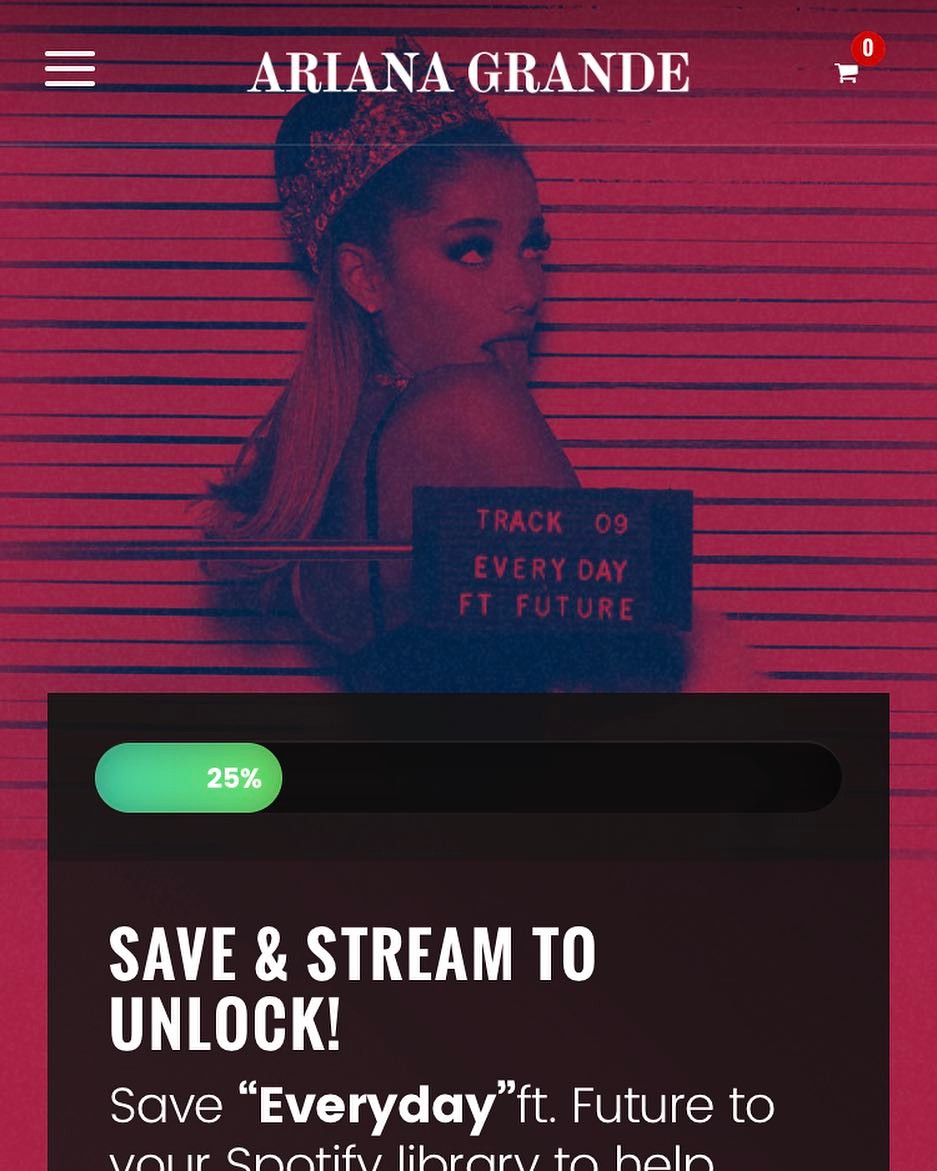 ARIANA GRANDE
0
TRACK 09
EVERY DAY
FT FUTURE
25%
SAVE & STREAM TO
UNLOCK!
Save “Everyday”ft. Future to
your Spotify library to help